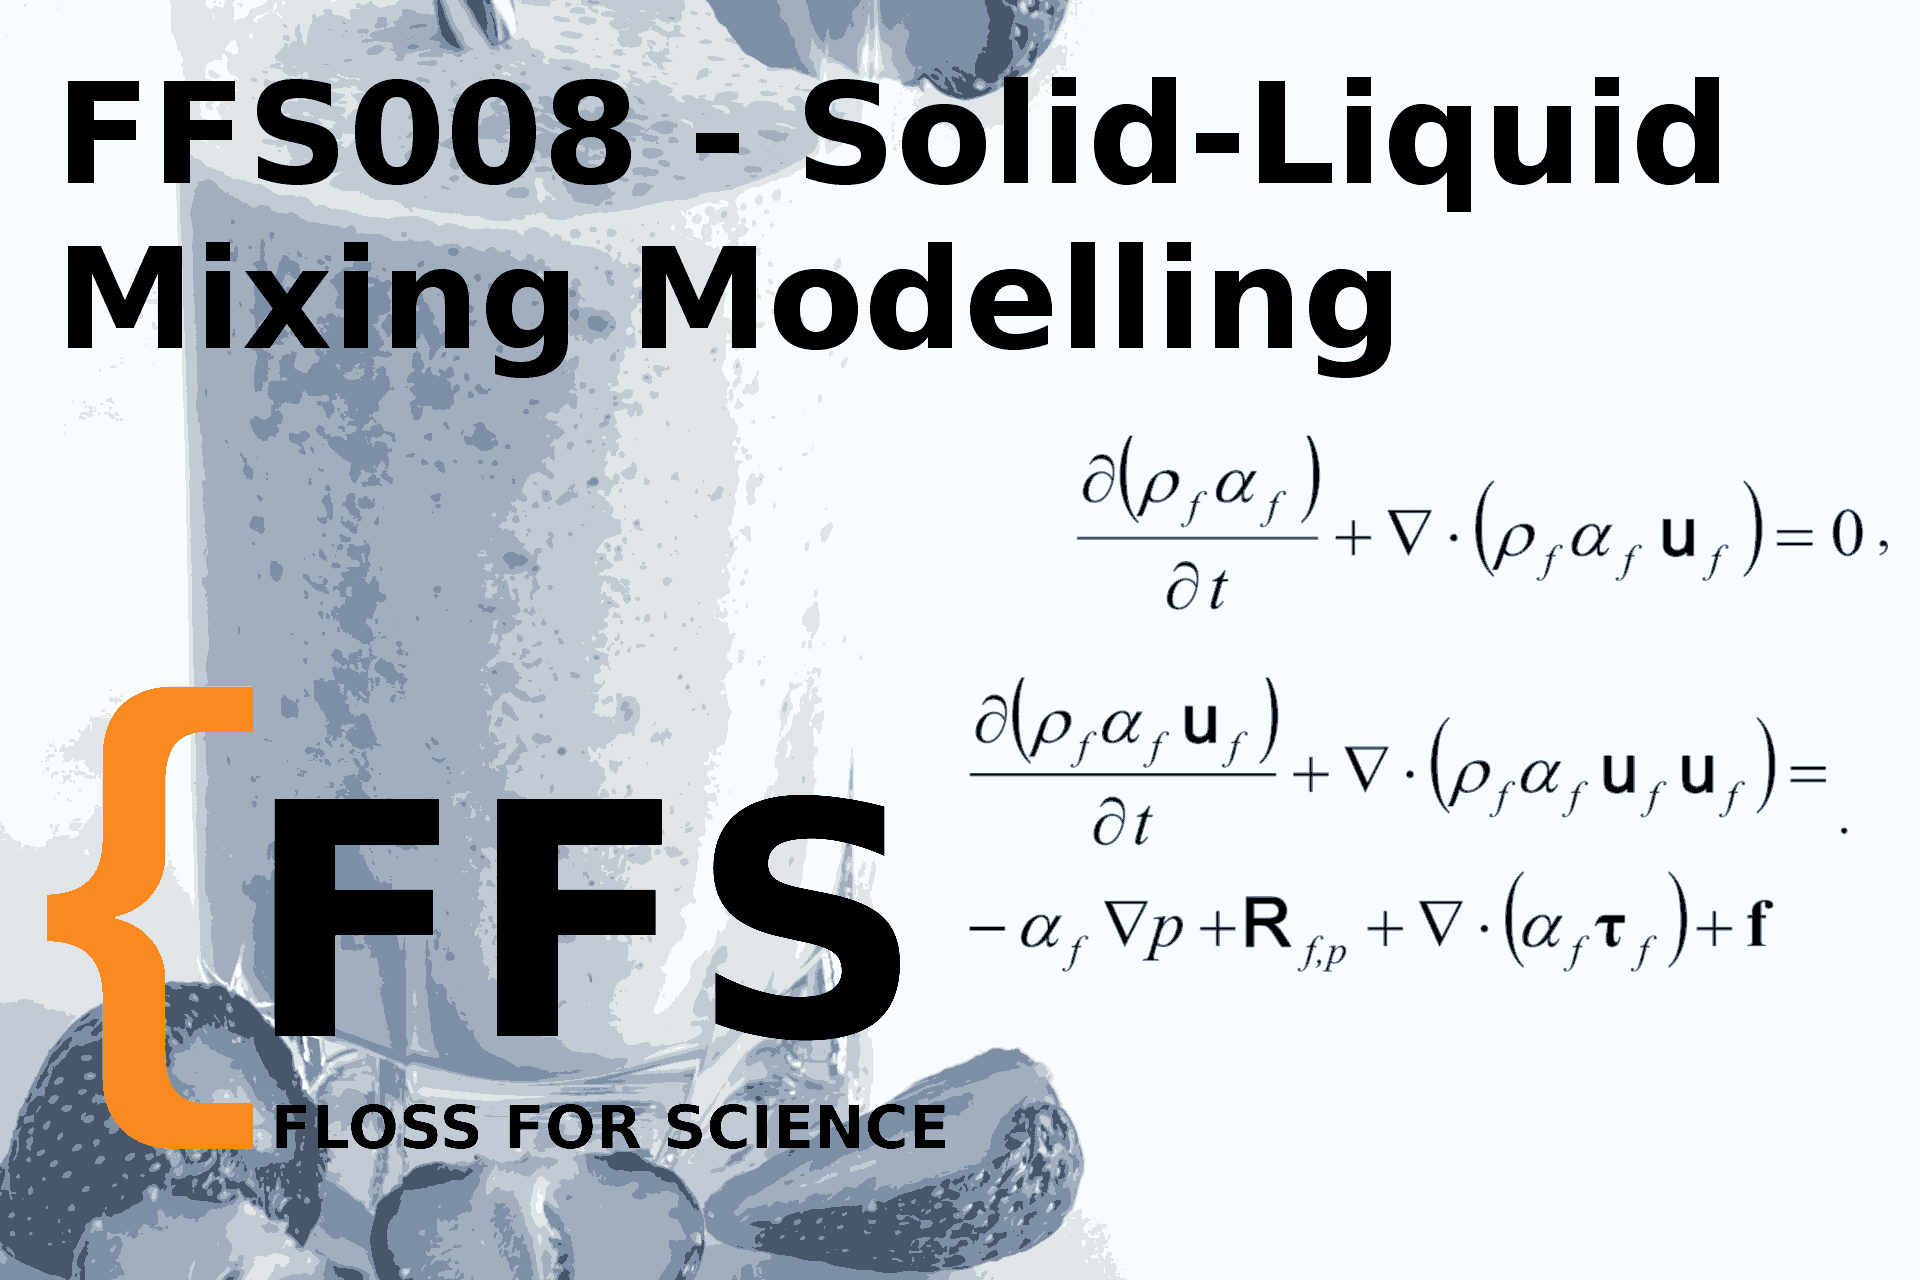 FFS008 - Solid-Liquid
Mixing Modelling
∂(ρ_f α_f)/∂t + ∇ · (ρ_f α_f u_f) = 0 ,
∂(ρ_f α_f u_f)/∂t + ∇ · (ρ_f α_f u_f u_f) =
− α_f ∇p + R_f,p + ∇ · (α_f τ_f) + f .
{FFS
FLOSS FOR SCIENCE